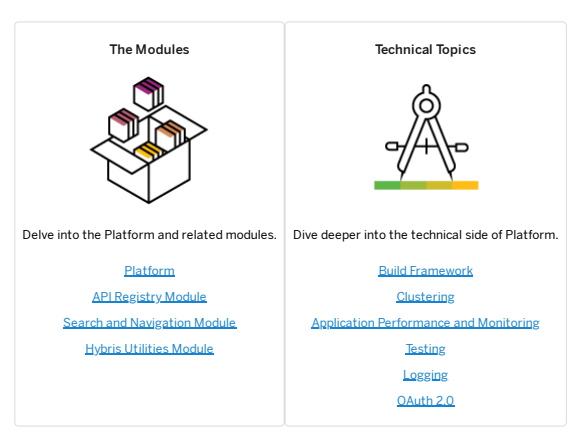 The Modules
Delve into the Platform and related modules.
Platform
API Registry Module
Search and Navigation Module
Hybris Utilities Module
Technical Topics
Dive deeper into the technical side of Platform.
Build Framework
Clustering
Application Performance and Monitoring
Testing
Logging
OAuth 2.0